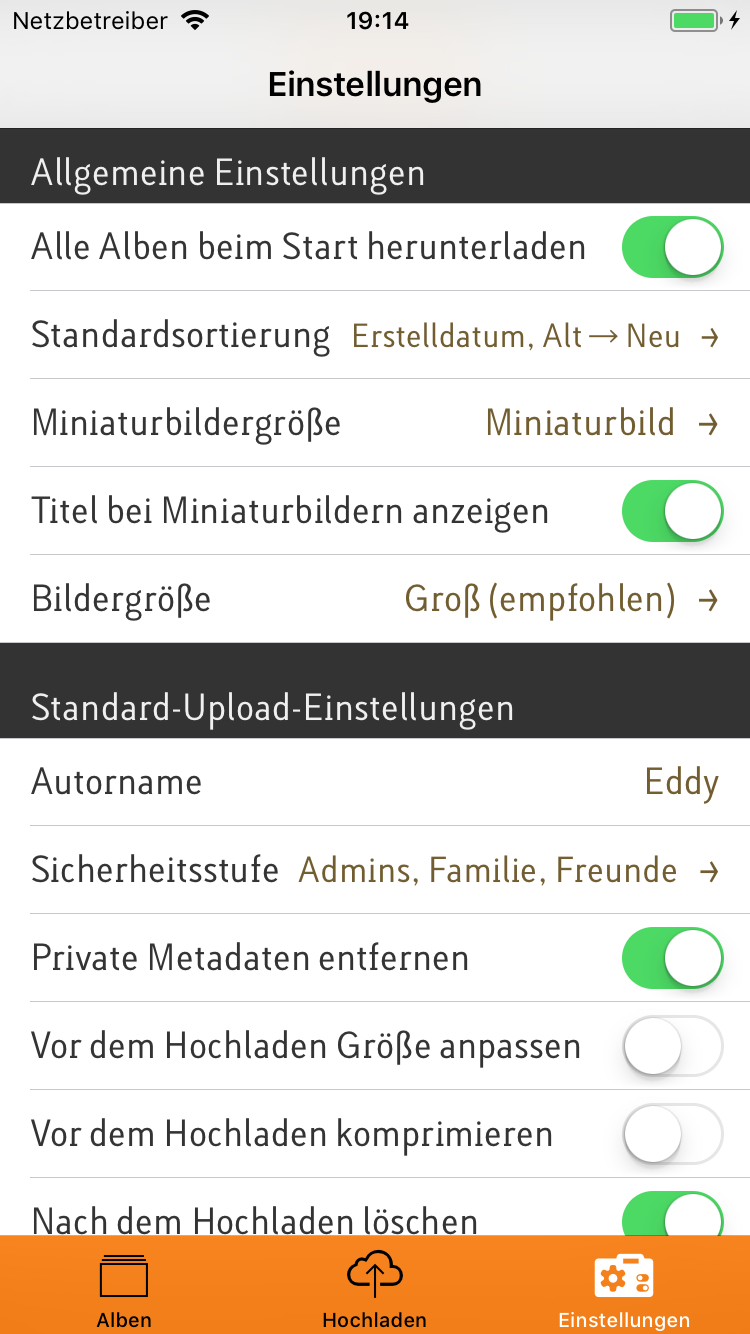 Netzbetreiber 19:14
Einstellungen
Allgemeine Einstellungen
Alle Alben beim Start herunterladen
Standardsortierung Erstelldatum, Alt→Neu →
Miniaturbildergröße Miniaturbild →
Titel bei Miniaturbildern anzeigen
Bildergröße Groß (empfohlen) →
Standard-Upload-Einstellungen
Autorname Eddy
Sicherheitsstufe Admins, Familie, Freunde →
Private Metadaten entfernen
Vor dem Hochladen Größe anpassen
Vor dem Hochladen komprimieren
Nach dem Hochladen löschen
Alben Hochladen Einstellungen